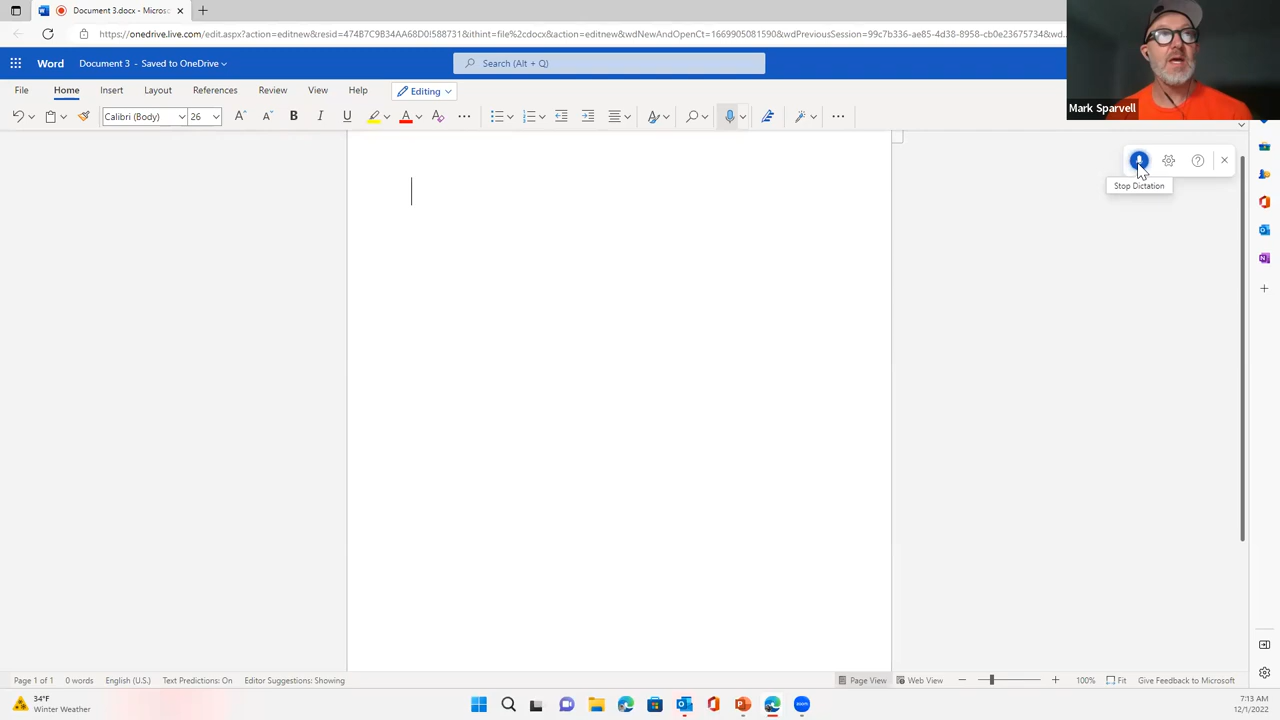 Document 3.docx - Micros
https://onedrive.live.com/edit.aspx?action=editnew&resid=474B7C9B34AA68D0!588731&ithint=file%2cdocx&action=editnew&wdNewAndOpenCt=1669905081590&wdPreviousSession=99c7b336-ae85-4d38-8958-cb0e23675734&wd...
Word Document 3 - Saved to OneDrive Search (Alt + Q)
File Home Insert Layout References Review View Help Editing
Mark Sparvell
Calibri (Body) 26 B I U A
Stop Dictation
Page 1 of 1 0 words English (U.S.) Text Predictions: On Editor Suggestions: Showing Page View Web View 100% Fit Give Feedback to Microsoft
34°F
Winter Weather
zoom
7:13 AM
12/1/2022